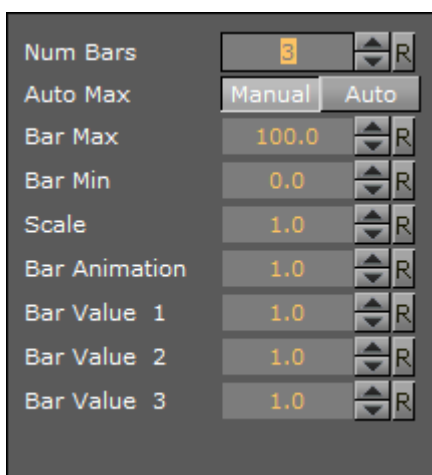 Num Bars 3 R
Auto Max Manual Auto
Bar Max 100.0 R
Bar Min 0.0 R
Scale 1.0 R
Bar Animation 1.0 R
Bar Value 1 1.0 R
Bar Value 2 1.0 R
Bar Value 3 1.0 R